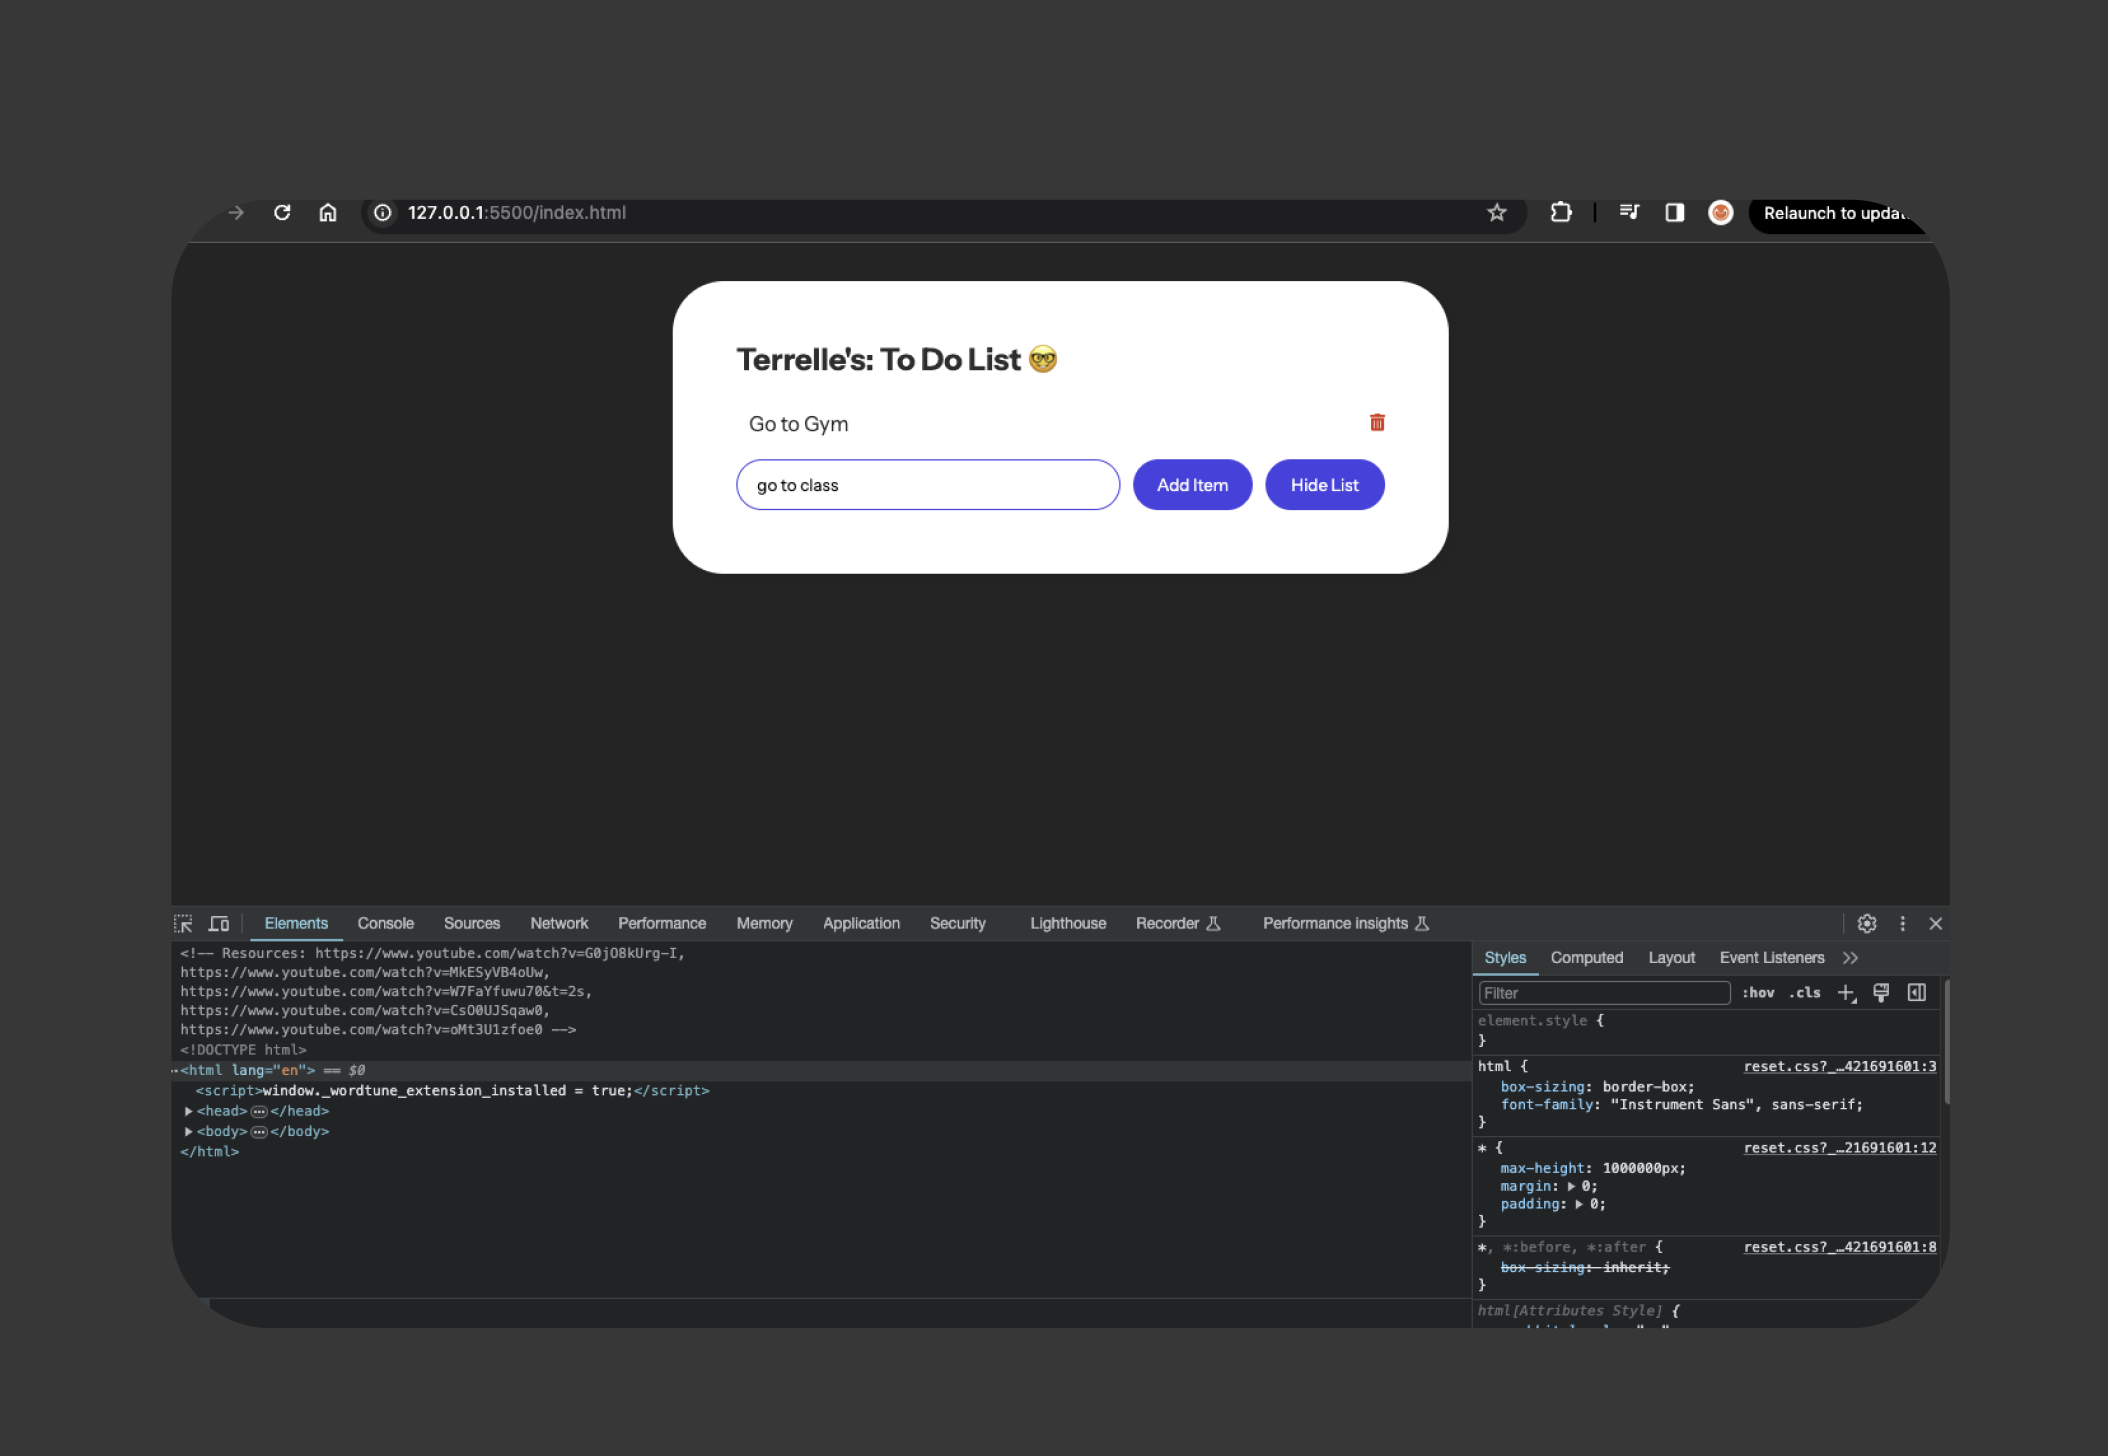 127.0.0.1:5500/index.html
Relaunch to updat
Terrelle's: To Do List 🤓
Go to Gym
go to class
Add Item
Hide List
Elements Console Sources Network Performance Memory Application Security Lighthouse Recorder Performance insights
<!-- Resources: https://www.youtube.com/watch?v=G0jO8kUrg-I,
https://www.youtube.com/watch?v=MkESyVB4oUw,
https://www.youtube.com/watch?v=W7FaYfuwu70&t=2s,
https://www.youtube.com/watch?v=CsO0UJSqaw0,
https://www.youtube.com/watch?v=oMt3U1zfoe0 -->
<!DOCTYPE html>
<html lang="en"> == $0
<script>window._wordtune_extension_installed = true;</script>
<head>…</head>
<body>…</body>
</html>
Styles Computed Layout Event Listeners
Filter
:hov .cls
element.style {
}
html { reset.css?_…421691601:3
box-sizing: border-box;
font-family: "Instrument Sans", sans-serif;
}
* { reset.css?_…21691601:12
max-height: 1000000px;
margin: 0;
padding: 0;
}
*, *:before, *:after { reset.css?_…421691601:8
box-sizing: inherit;
}
html[Attributes Style] {